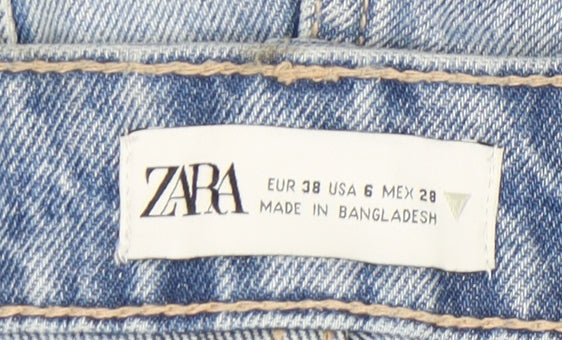 ZARA
EUR 38 USA 6 MEX 28
MADE IN BANGLADESH